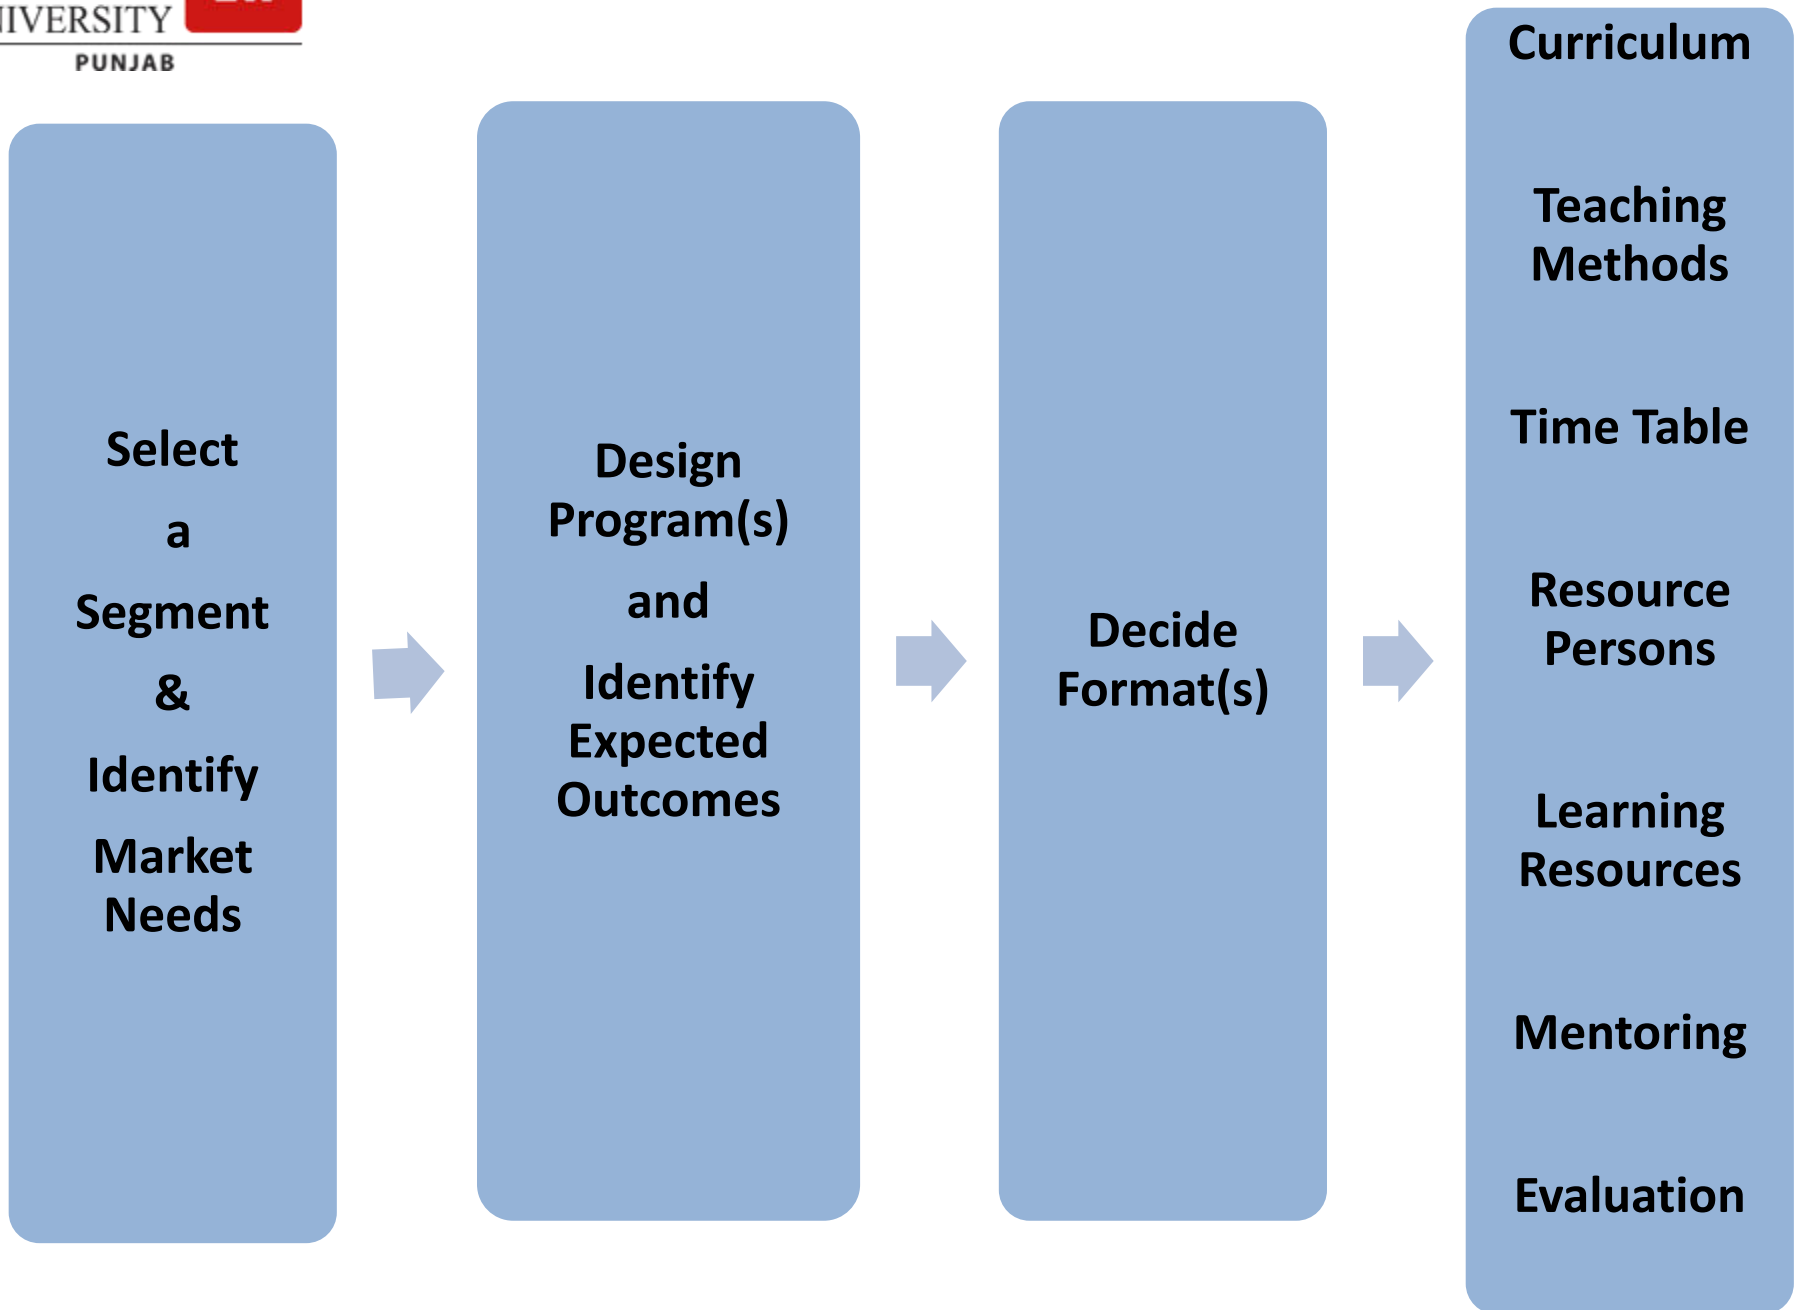 PUNJAB
Select
a
Segment
&
Identify
Market
Needs
Design
Program(s)
and
Identify
Expected
Outcomes
Decide
Format(s)
Curriculum
Teaching
Methods
Time Table
Resource
Persons
Learning
Resources
Mentoring
Evaluation